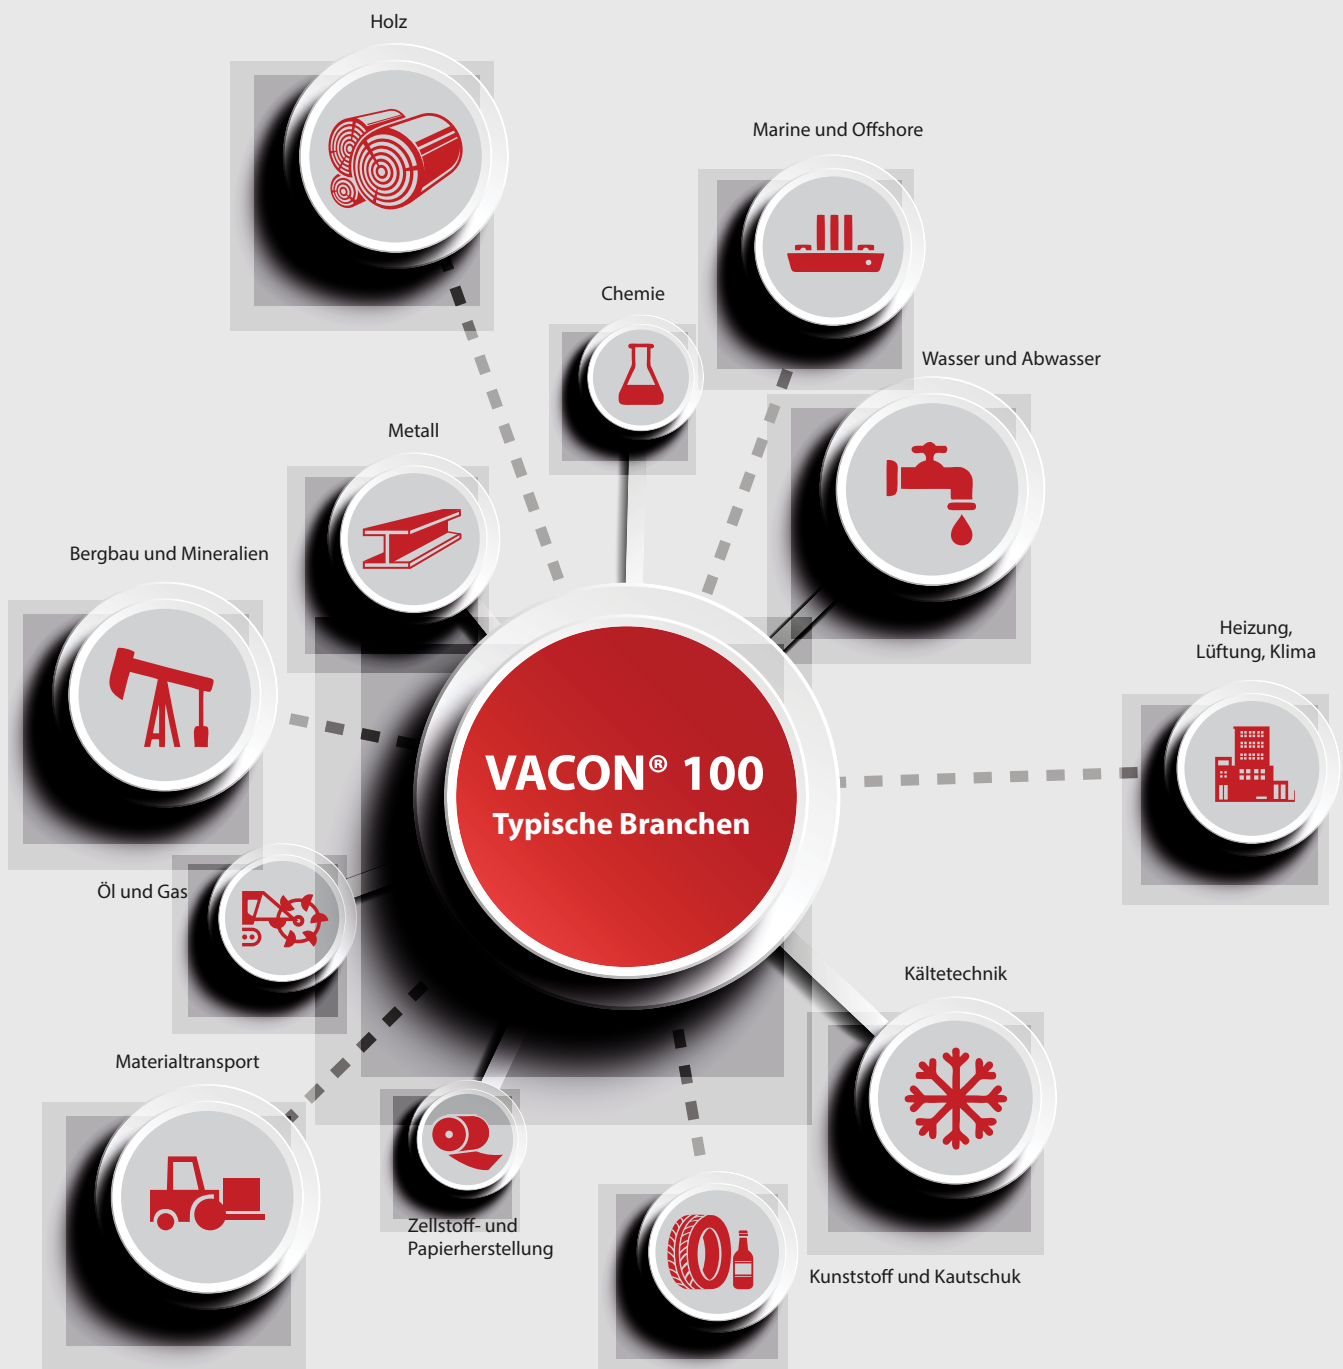 Holz
Marine und Offshore
Chemie
Wasser und Abwasser
Metall
Bergbau und Mineralien
Heizung,
Lüftung, Klima
VACON® 100
Typische Branchen
Öl und Gas
Kältetechnik
Materialtransport
Zellstoff- und
Papierherstellung
Kunststoff und Kautschuk